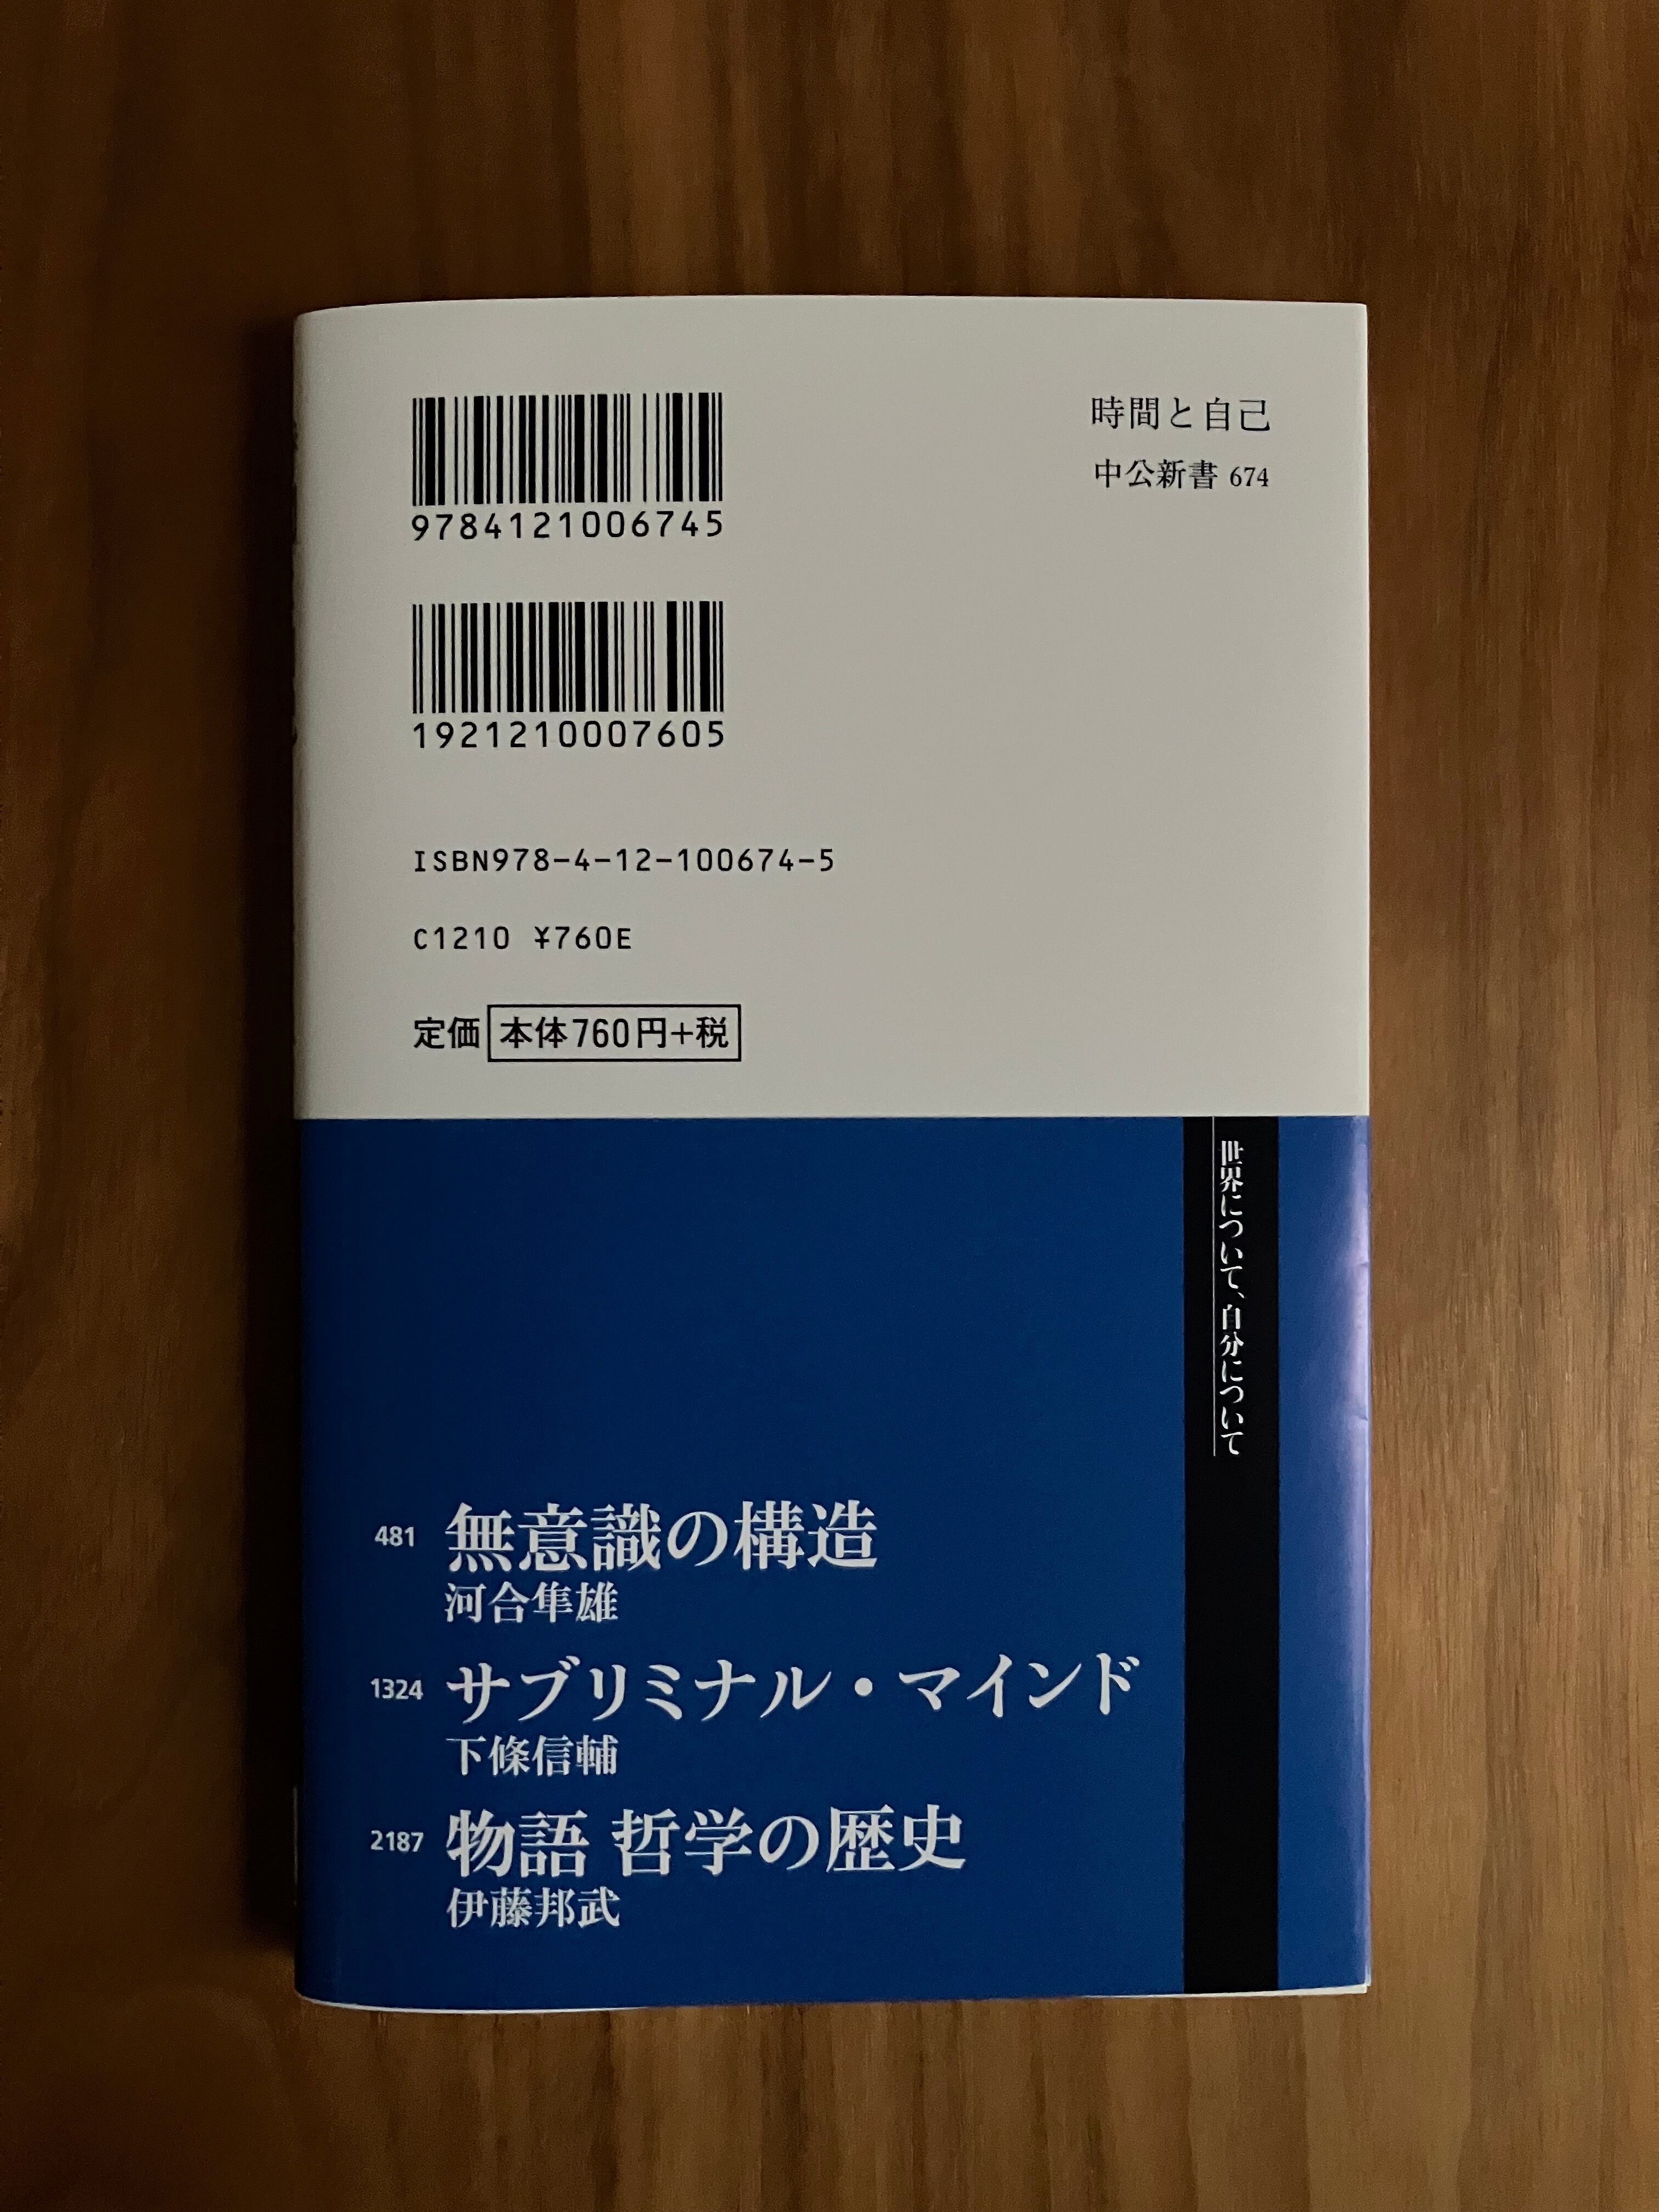 9784121006745
時間と自己
中公新書 674
1921210007605
ISBN978-4-12-100674-5
C1210 ¥760E
定価 本体760円+税
世界について、自分について
481 無意識の構造
河合隼雄
1324 サブリミナル・マインド
下條信輔
2187 物語 哲学の歴史
伊藤邦武